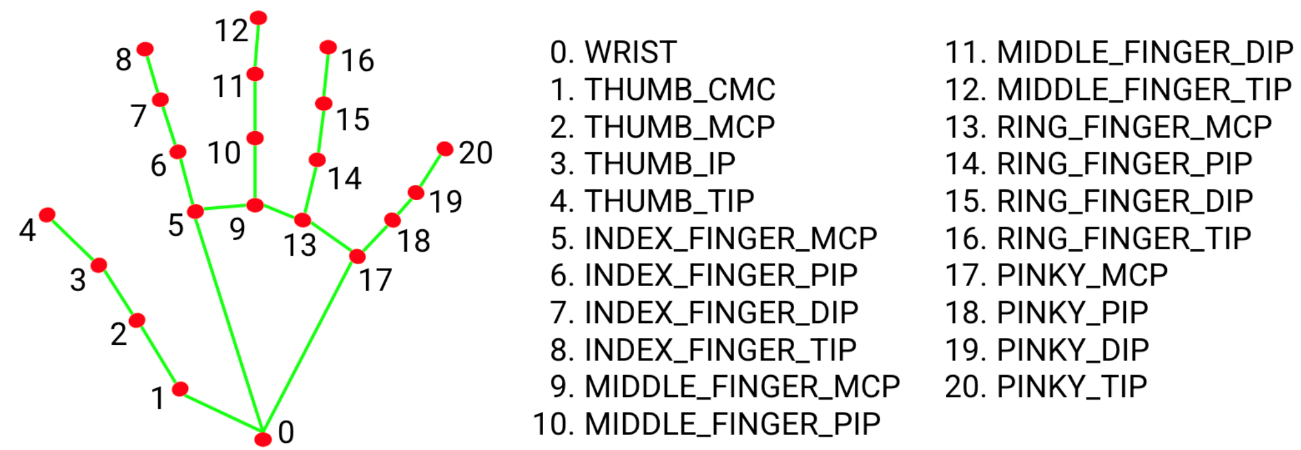 12
8
16
11
7
15
10
6
14
20
19
4
5
9
13
18
3
17
2
1
0
0. WRIST
1. THUMB_CMC
2. THUMB_MCP
3. THUMB_IP
4. THUMB_TIP
5. INDEX_FINGER_MCP
6. INDEX_FINGER_PIP
7. INDEX_FINGER_DIP
8. INDEX_FINGER_TIP
9. MIDDLE_FINGER_MCP
10. MIDDLE_FINGER_PIP
11. MIDDLE_FINGER_DIP
12. MIDDLE_FINGER_TIP
13. RING_FINGER_MCP
14. RING_FINGER_PIP
15. RING_FINGER_DIP
16. RING_FINGER_TIP
17. PINKY_MCP
18. PINKY_PIP
19. PINKY_DIP
20. PINKY_TIP